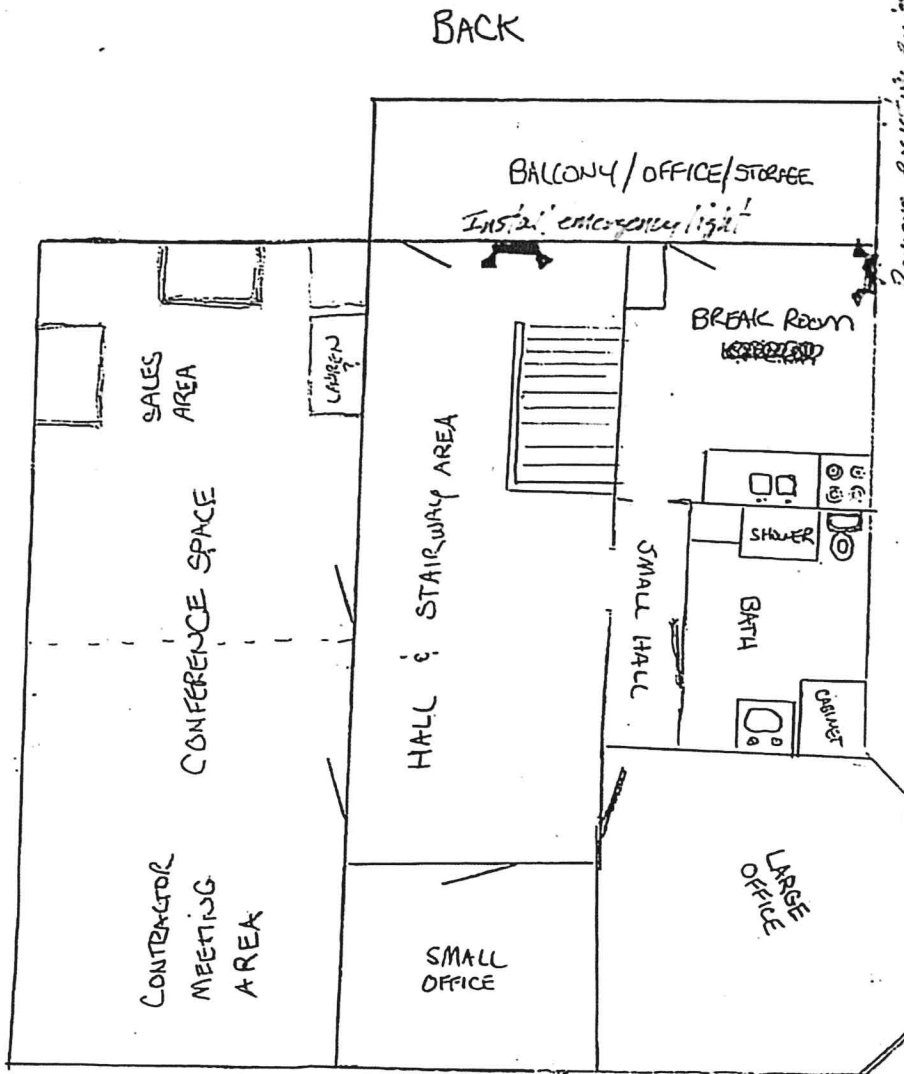 BACK
BALCONY/OFFICE/STORAGE
Install emergency light
BREAK ROOM
SALES
AREA
LAUREN
?
HALL & STAIRWAY AREA
CONFERENCE SPACE
SHOWER
SMALL HALL
BATH
CABINET
CONTRACTOR
MEETING
AREA
SMALL
OFFICE
LARGE
OFFICE